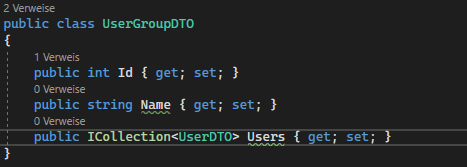 2 Verweise
public class UserGroupDTO
{
1 Verweis
public int Id { get; set; }
0 Verweise
public string Name { get; set; }
0 Verweise
public ICollection<UserDTO> Users { get; set; }
}